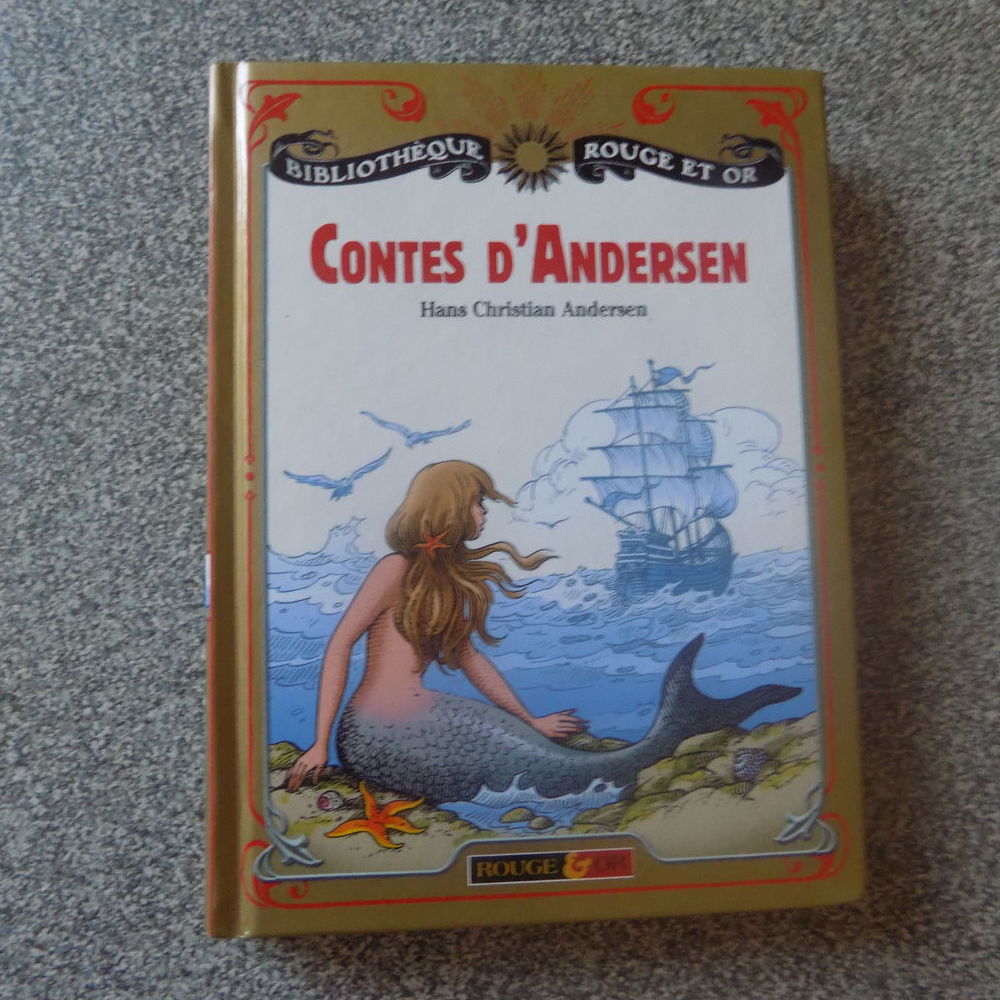 BIBLIOTHÈQUE ROUGE ET OR
CONTES D'ANDERSEN
Hans Christian Andersen
ROUGE & OR